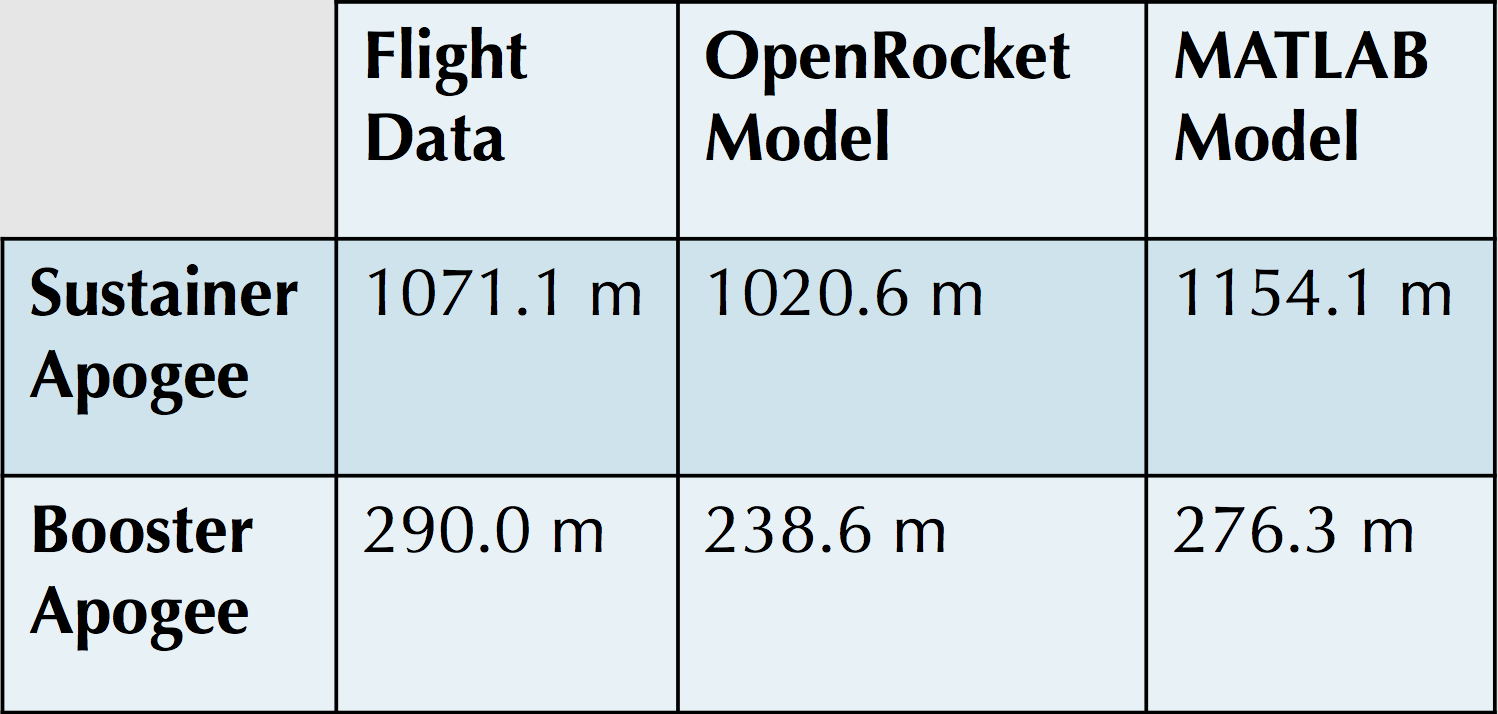 Flight Data
OpenRocket Model
MATLAB Model
Sustainer Apogee
1071.1 m
1020.6 m
1154.1 m
Booster Apogee
290.0 m
238.6 m
276.3 m